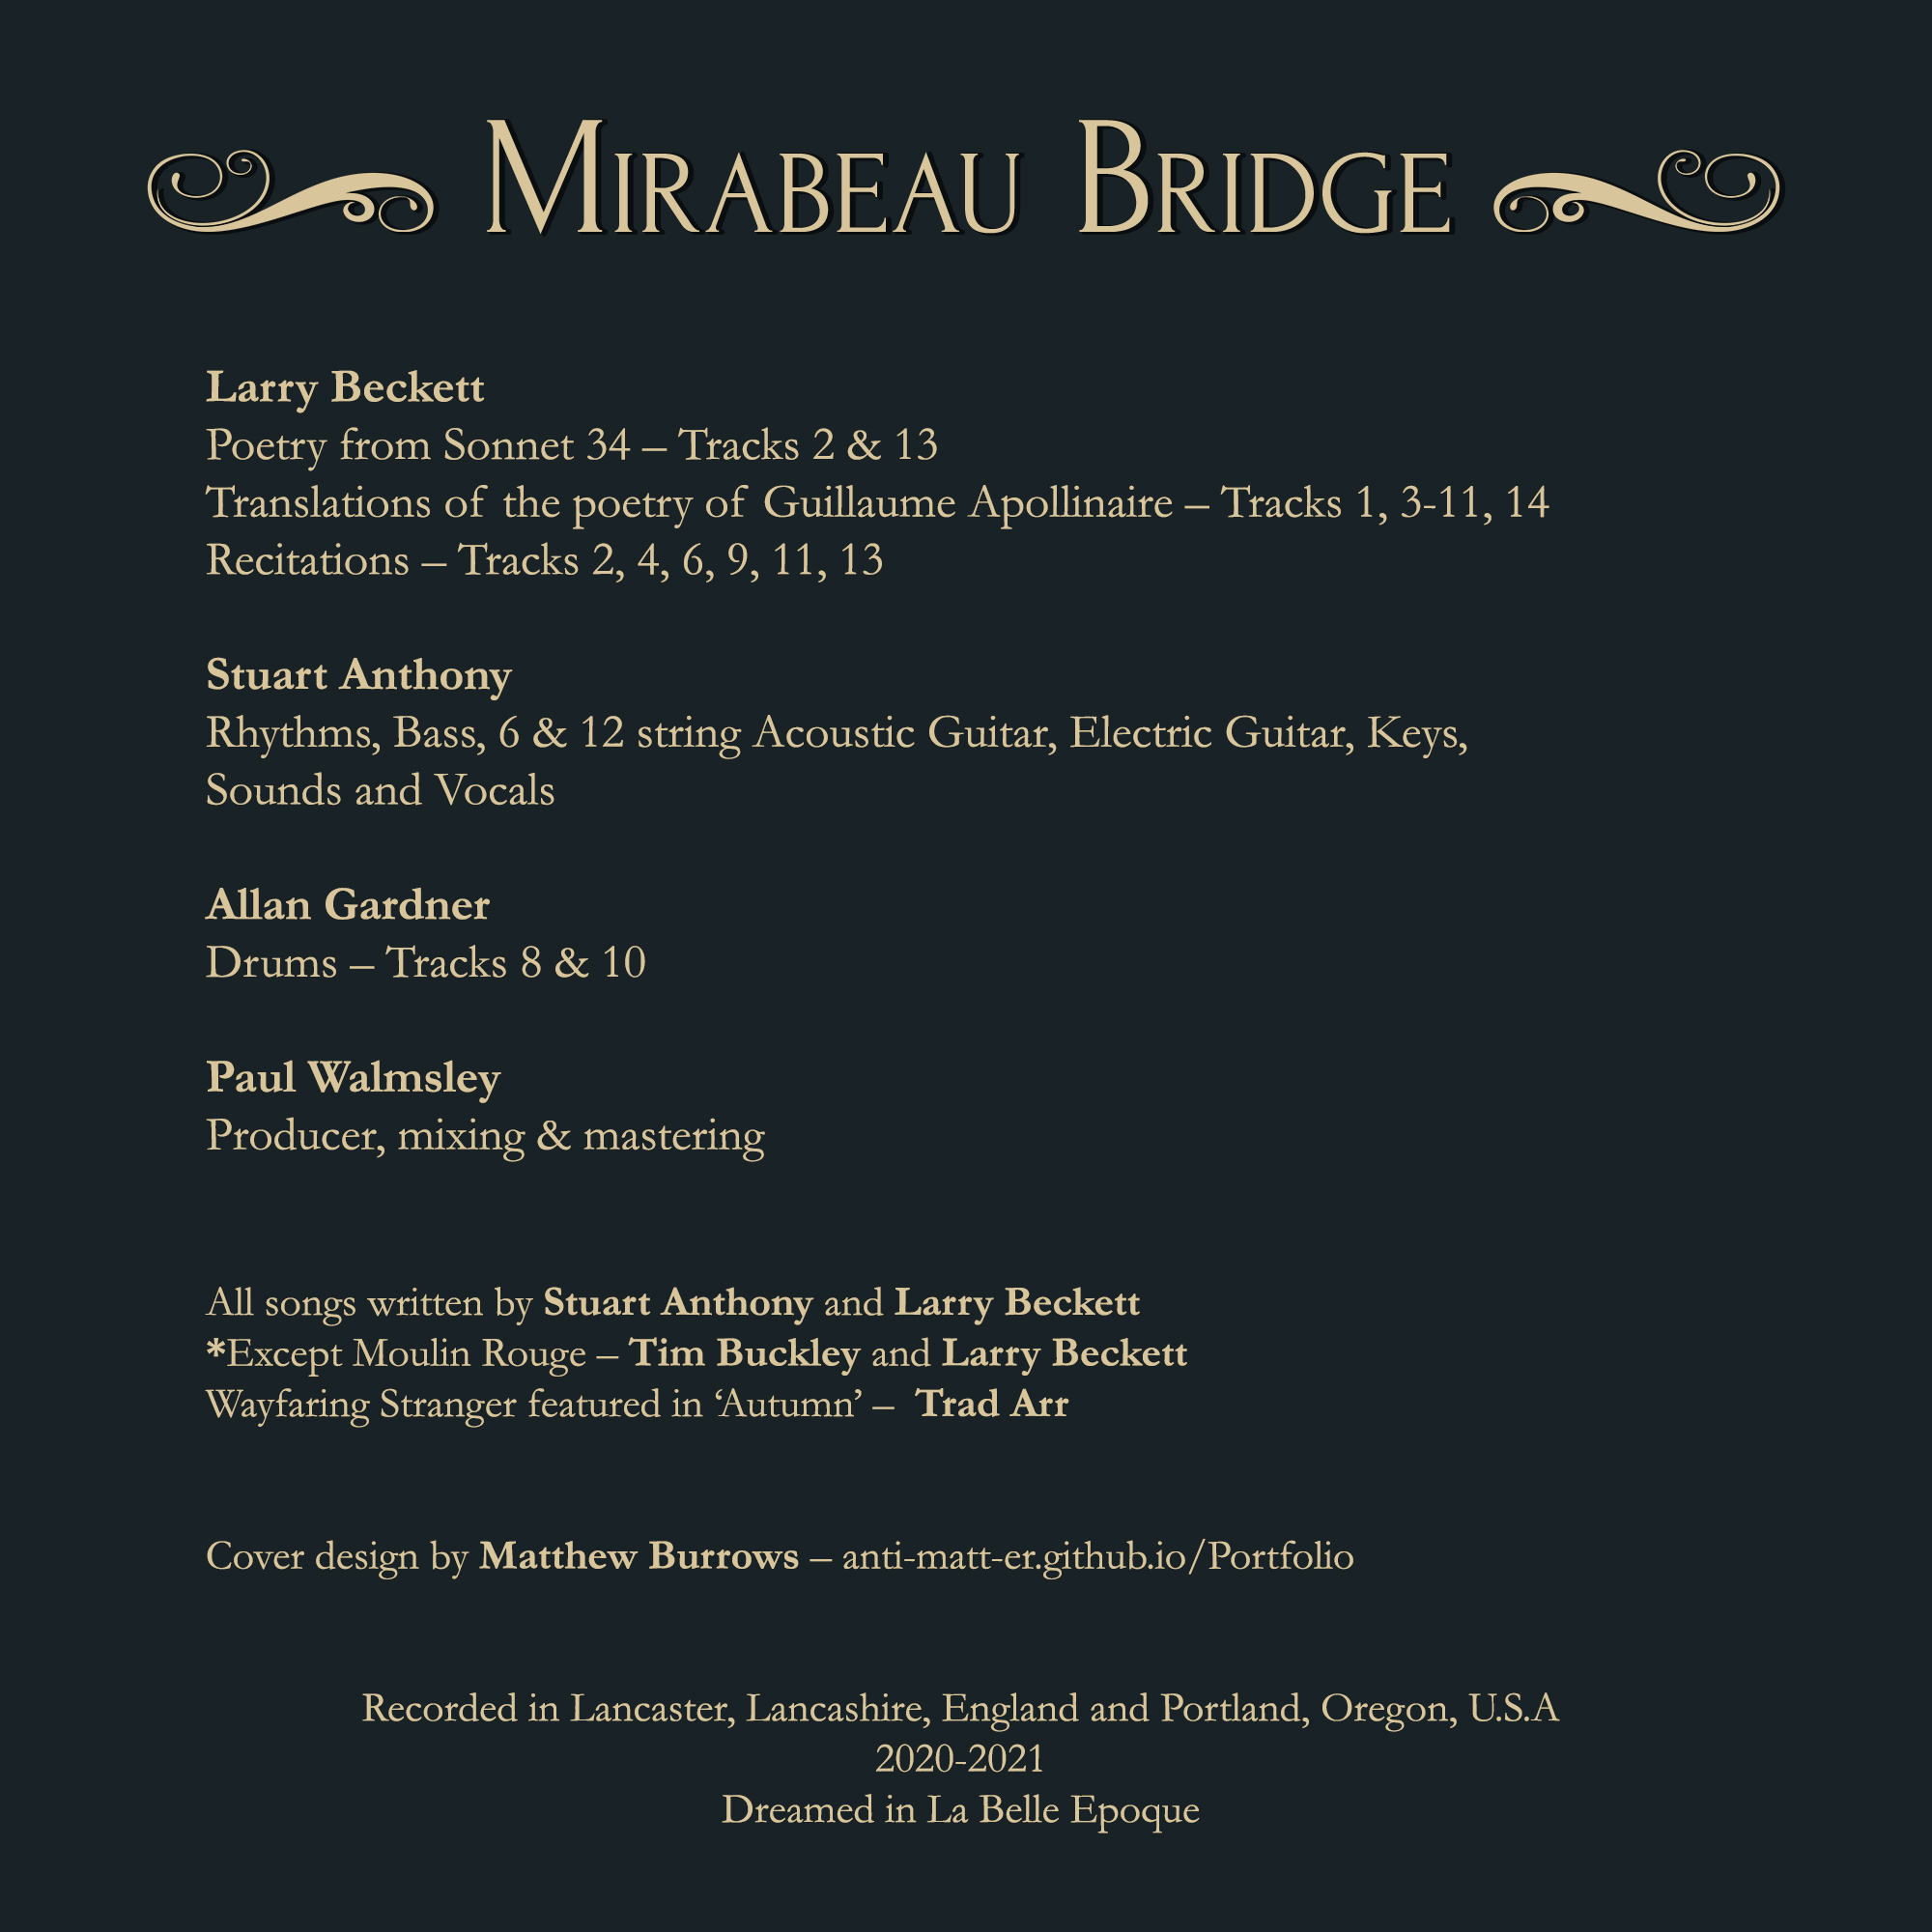 Mirabeau Bridge
Larry Beckett
Poetry from Sonnet 34 – Tracks 2 & 13
Translations of the poetry of Guillaume Apollinaire – Tracks 1, 3-11, 14
Recitations – Tracks 2, 4, 6, 9, 11, 13
Stuart Anthony
Rhythms, Bass, 6 & 12 string Acoustic Guitar, Electric Guitar, Keys,
Sounds and Vocals
Allan Gardner
Drums – Tracks 8 & 10
Paul Walmsley
Producer, mixing & mastering
All songs written by Stuart Anthony and Larry Beckett
*Except Moulin Rouge – Tim Buckley and Larry Beckett
Wayfaring Stranger featured in ‘Autumn’ – Trad Arr
Cover design by Matthew Burrows – anti-matt-er.github.io/Portfolio
Recorded in Lancaster, Lancashire, England and Portland, Oregon, U.S.A
2020-2021
Dreamed in La Belle Epoque